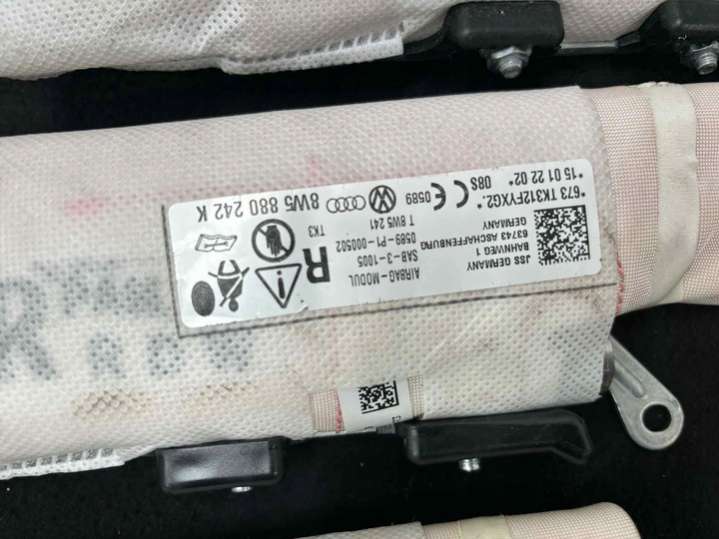 JSS GERMANY
BAHNWEG 1
63743 ASCHAFFENBURG
GERMANY
*673 TK312FYXG2.*
*15 01 22 02*
AIRBAG-MODUL
SAB-3-1005
0589-P1-000502
T 8W5 241
08S
CE 0589
R
TK3
8W5 880 242 K